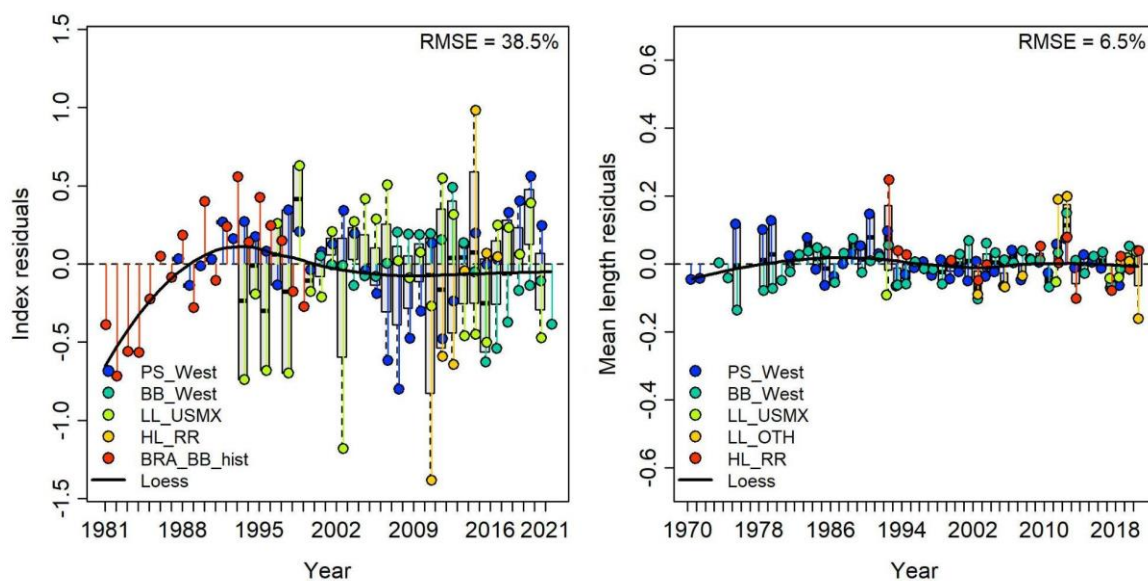 RMSE = 38.5%
Index residuals
1.5
1.0
0.5
0.0
-0.5
-1.0
-1.5
PS_West
BB_West
LL_USMX
HL_RR
BRA_BB_hist
Loess
1981 1988 1995 2002 2009 2016 2021
Year
RMSE = 6.5%
Mean length residuals
0.6
0.4
0.2
0.0
-0.2
-0.4
-0.6
PS_West
BB_West
LL_USMX
LL_OTH
HL_RR
Loess
1970 1978 1986 1994 2002 2010 2018
Year